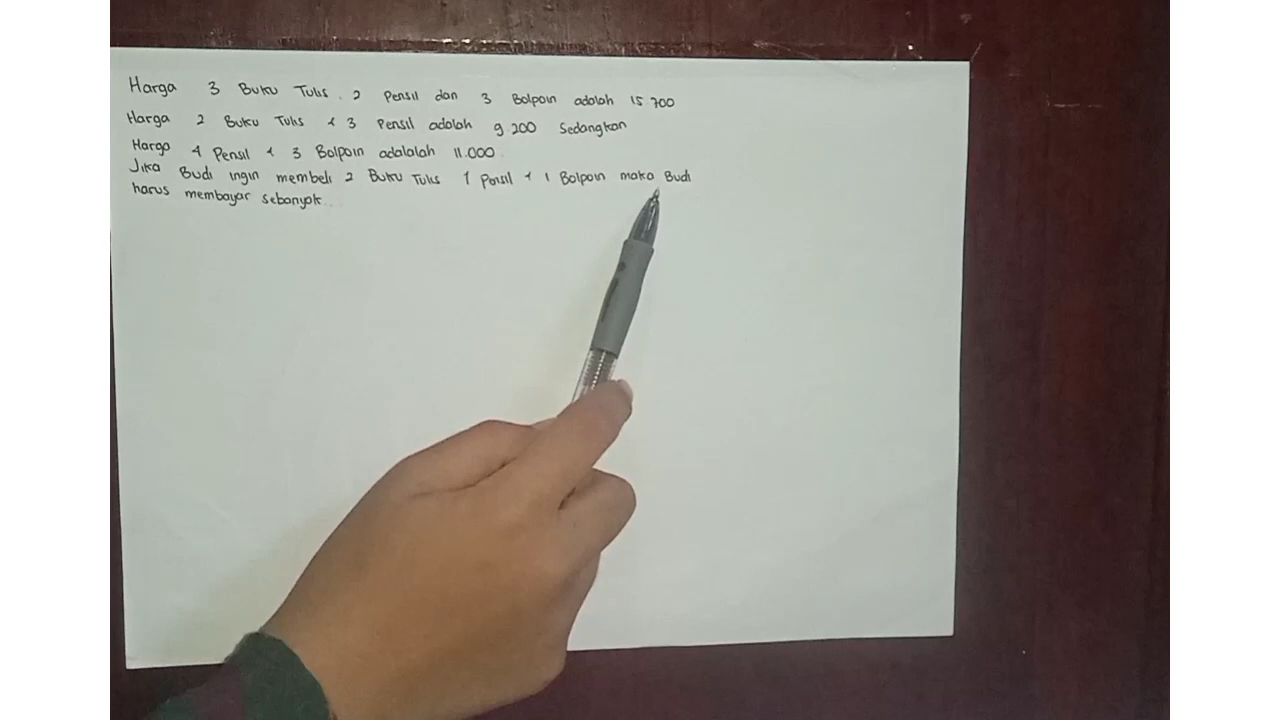 Harga 3 Buku Tulis . 2 Pensil dan 3 Bolpoin adalah 15 700
Harga 2 Buku Tulis & 3 Pensil adalah 9.200 Sedangkan
Harga 4 Pensil & 3 Bolpoin adalalah 11.000.
Jika Budi ingin membeli 2 Buku Tulis 1 Pensil & 1 Bolpoin maka Budi
harus membayar sebanyak...